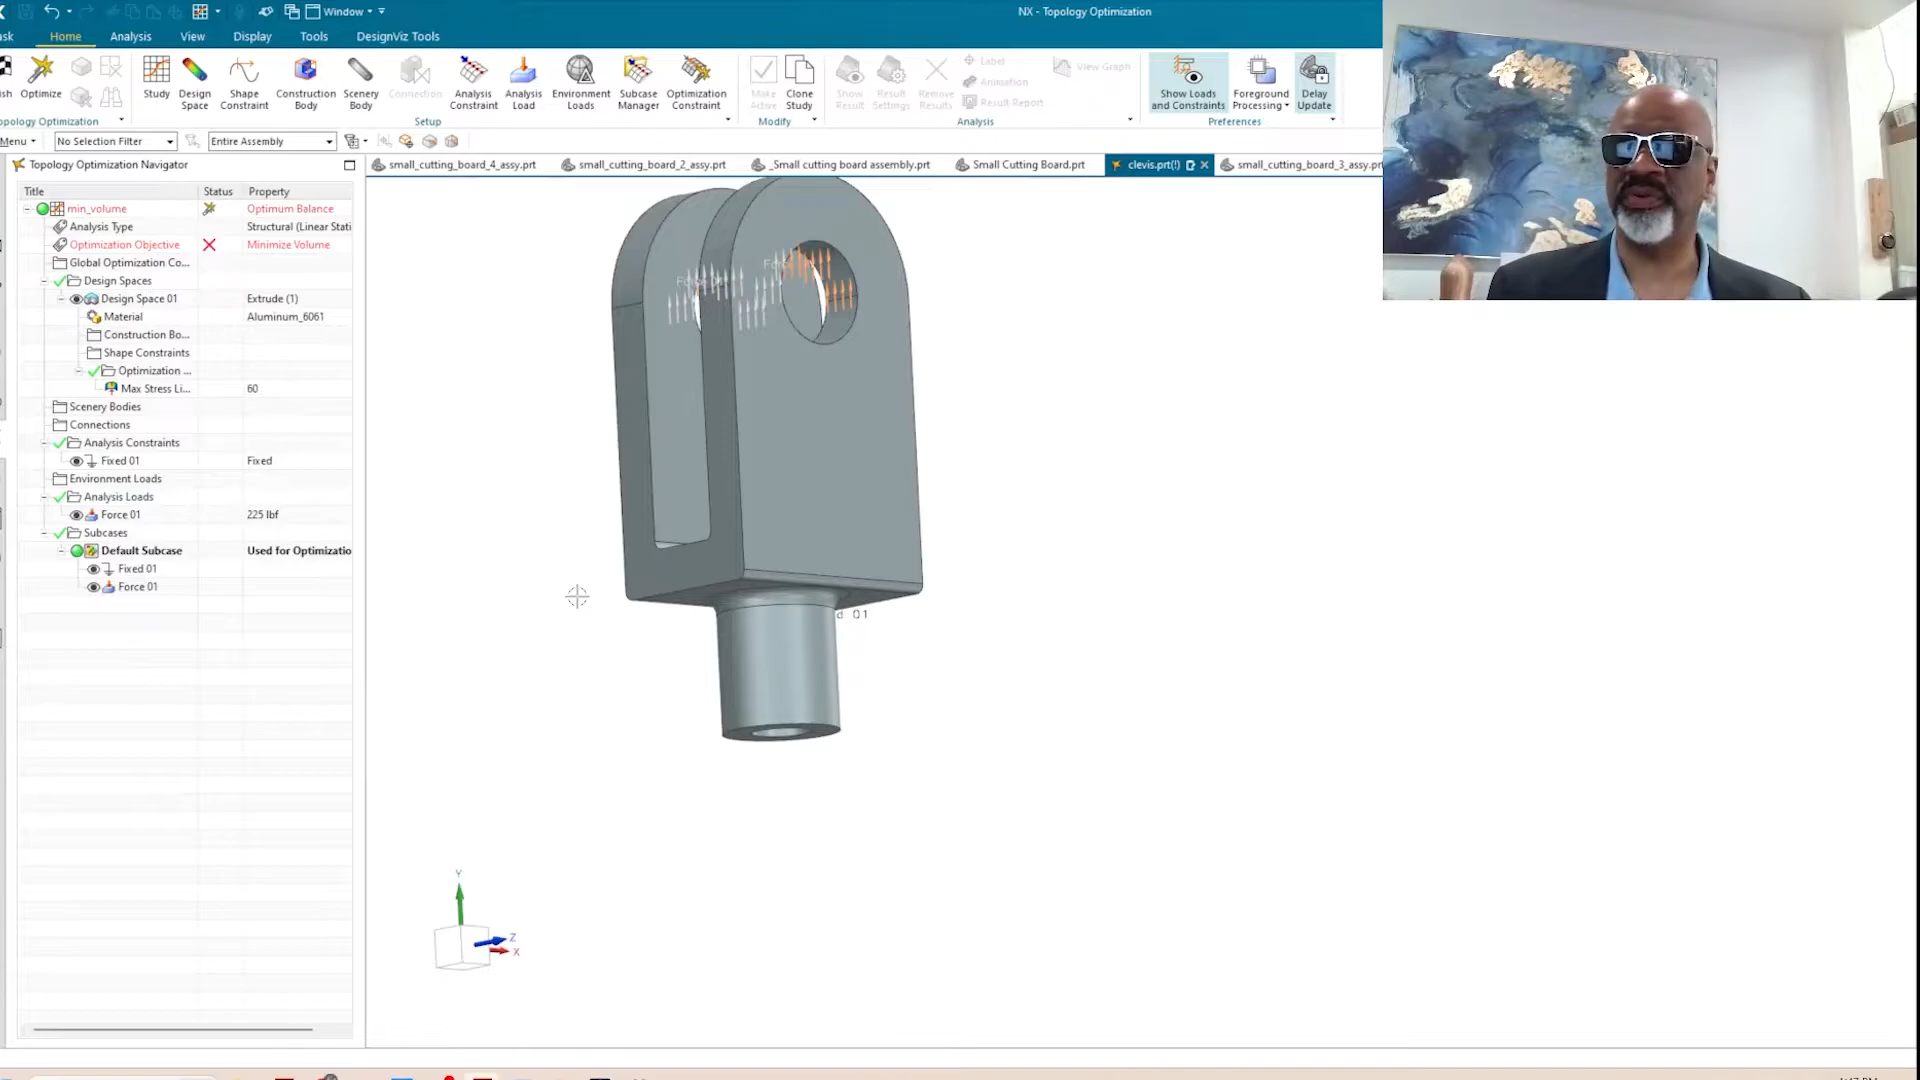 Window
NX - Topology Optimization
Home Analysis View Display Tools DesignViz Tools
Optimize
Study
Design Space
Shape Constraint
Construction Body
Scenery Body
Connection
Analysis Constraint
Analysis Load
Environment Loads
Subcase Manager
Optimization Constraint
Make Active
Clone Study
Show Result
Result Settings
Remove Results
Label
Animation
Result Report
View Graph
Show Loads and Constraints
Foreground Processing
Delay Update
Setup Modify Analysis Preferences
Menu No Selection Filter Entire Assembly
Topology Optimization Navigator
small_cutting_board_4_assy.prt small_cutting_board_2_assy.prt _Small cutting board assembly.prt Small Cutting Board.prt clevis.prt(!) small_cutting_board_3_assy.prt
Title Status Property
min_volume Optimum Balance
Analysis Type Structural (Linear Stati
Optimization Objective Minimize Volume
Global Optimization Co...
Design Spaces
Design Space 01 Extrude (1)
Material Aluminum_6061
Construction Bo...
Shape Constraints
Optimization ...
Max Stress Li... 60
Scenery Bodies
Connections
Analysis Constraints
Fixed 01 Fixed
Environment Loads
Analysis Loads
Force 01 225 lbf
Subcases
Default Subcase Used for Optimizatio
Fixed 01
Force 01
d 01
Y
Z
X